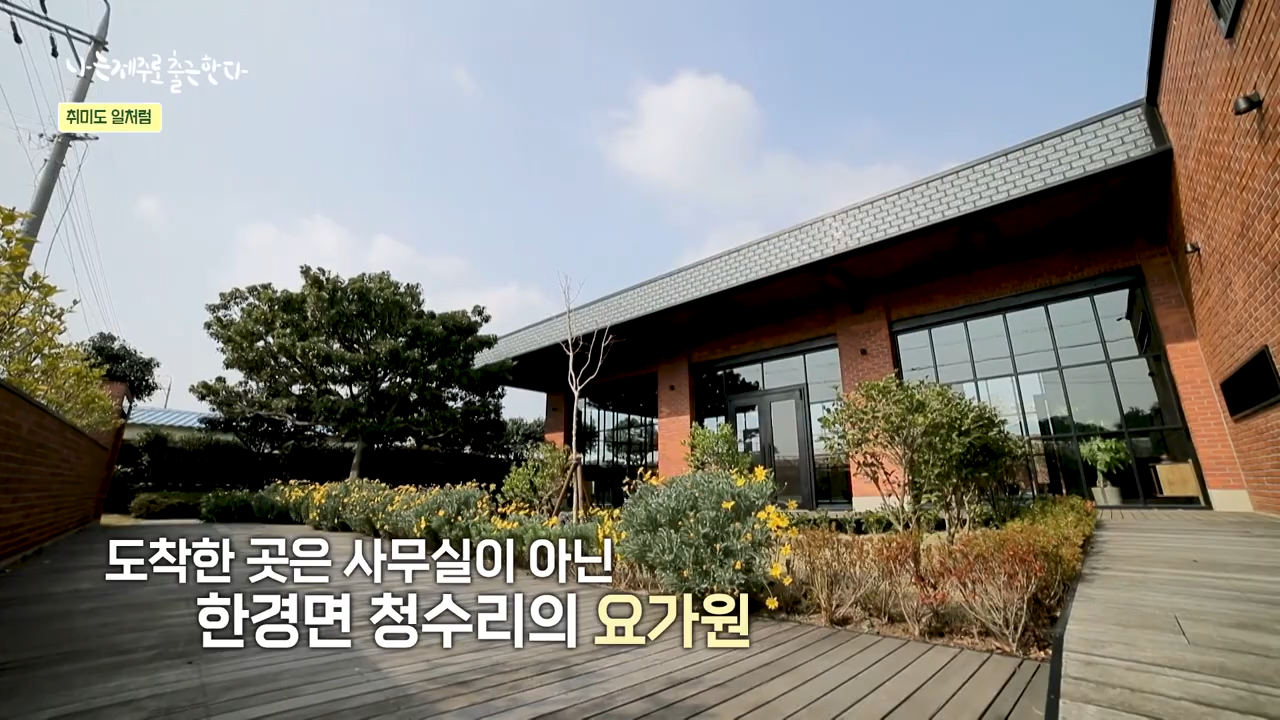 나는 제주로 출근한다
취미도 일처럼
도착한 곳은 사무실이 아닌
한경면 청수리의 요가원